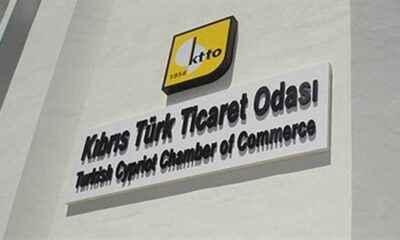 ktto
1958
Kıbrıs Türk Ticaret Odası
Turkish Cypriot Chamber of Commerce